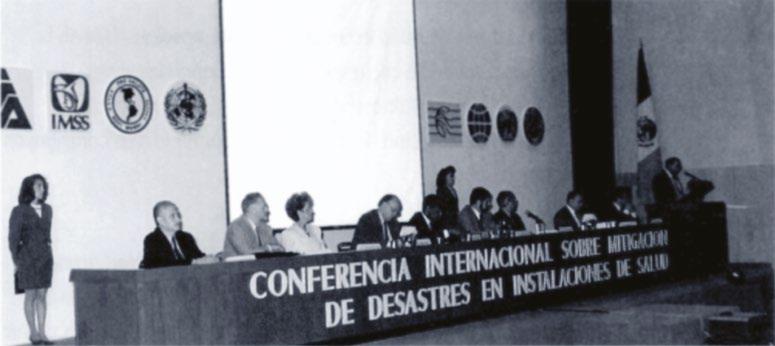 IMSS
CONFERENCIA INTERNACIONAL SOBRE MITIGACION
DE DESASTRES EN INSTALACIONES DE SALUD